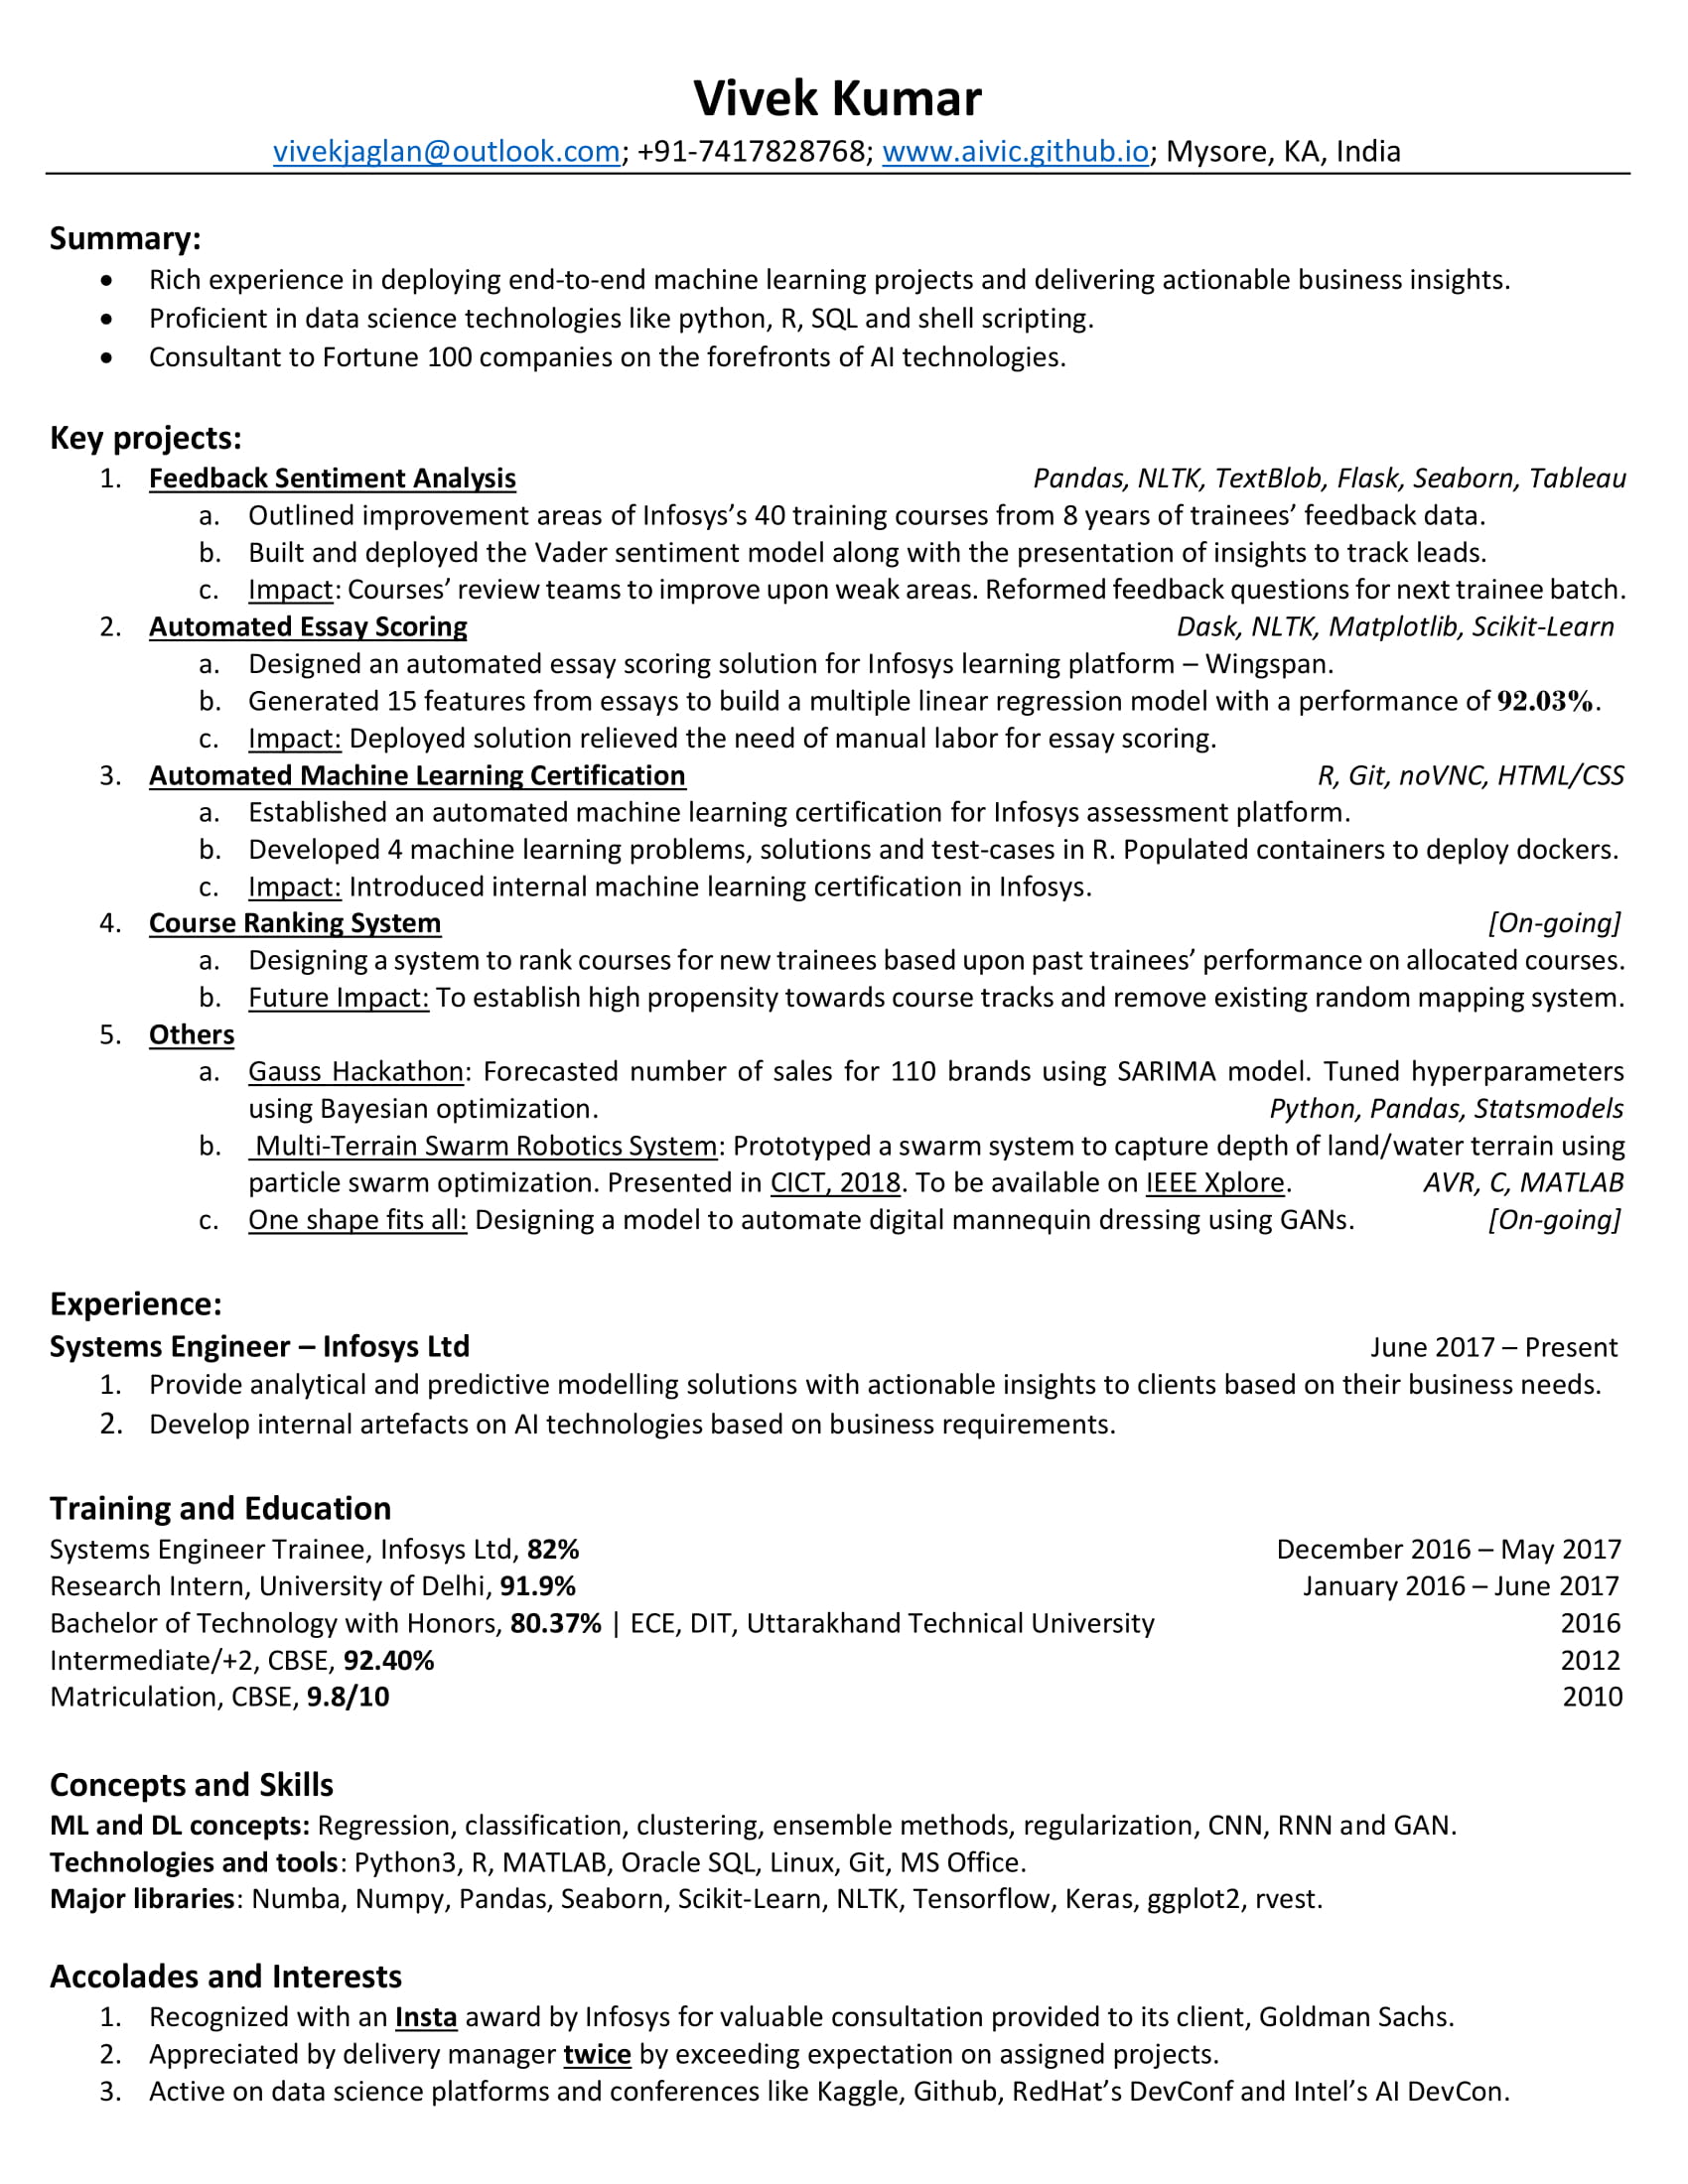 Vivek Kumar
vivekjaglan@outlook.com; +91-7417828768; www.aivic.github.io; Mysore, KA, India
Summary:
• Rich experience in deploying end-to-end machine learning projects and delivering actionable business insights.
• Proficient in data science technologies like python, R, SQL and shell scripting.
• Consultant to Fortune 100 companies on the forefronts of AI technologies.
Key projects:
1. Feedback Sentiment Analysis Pandas, NLTK, TextBlob, Flask, Seaborn, Tableau
a. Outlined improvement areas of Infosys’s 40 training courses from 8 years of trainees’ feedback data.
b. Built and deployed the Vader sentiment model along with the presentation of insights to track leads.
c. Impact: Courses’ review teams to improve upon weak areas. Reformed feedback questions for next trainee batch.
2. Automated Essay Scoring Dask, NLTK, Matplotlib, Scikit-Learn
a. Designed an automated essay scoring solution for Infosys learning platform – Wingspan.
b. Generated 15 features from essays to build a multiple linear regression model with a performance of 92.03%.
c. Impact: Deployed solution relieved the need of manual labor for essay scoring.
3. Automated Machine Learning Certification R, Git, noVNC, HTML/CSS
a. Established an automated machine learning certification for Infosys assessment platform.
b. Developed 4 machine learning problems, solutions and test-cases in R. Populated containers to deploy dockers.
c. Impact: Introduced internal machine learning certification in Infosys.
4. Course Ranking System [On-going]
a. Designing a system to rank courses for new trainees based upon past trainees’ performance on allocated courses.
b. Future Impact: To establish high propensity towards course tracks and remove existing random mapping system.
5. Others
a. Gauss Hackathon: Forecasted number of sales for 110 brands using SARIMA model. Tuned hyperparameters
using Bayesian optimization. Python, Pandas, Statsmodels
b. Multi-Terrain Swarm Robotics System: Prototyped a swarm system to capture depth of land/water terrain using
particle swarm optimization. Presented in CICT, 2018. To be available on IEEE Xplore. AVR, C, MATLAB
c. One shape fits all: Designing a model to automate digital mannequin dressing using GANs. [On-going]
Experience:
Systems Engineer – Infosys Ltd June 2017 – Present
1. Provide analytical and predictive modelling solutions with actionable insights to clients based on their business needs.
2. Develop internal artefacts on AI technologies based on business requirements.
Training and Education
Systems Engineer Trainee, Infosys Ltd, 82% December 2016 – May 2017
Research Intern, University of Delhi, 91.9% January 2016 – June 2017
Bachelor of Technology with Honors, 80.37% | ECE, DIT, Uttarakhand Technical University 2016
Intermediate/+2, CBSE, 92.40% 2012
Matriculation, CBSE, 9.8/10 2010
Concepts and Skills
ML and DL concepts: Regression, classification, clustering, ensemble methods, regularization, CNN, RNN and GAN.
Technologies and tools: Python3, R, MATLAB, Oracle SQL, Linux, Git, MS Office.
Major libraries: Numba, Numpy, Pandas, Seaborn, Scikit-Learn, NLTK, Tensorflow, Keras, ggplot2, rvest.
Accolades and Interests
1. Recognized with an Insta award by Infosys for valuable consultation provided to its client, Goldman Sachs.
2. Appreciated by delivery manager twice by exceeding expectation on assigned projects.
3. Active on data science platforms and conferences like Kaggle, Github, RedHat’s DevConf and Intel’s AI DevCon.